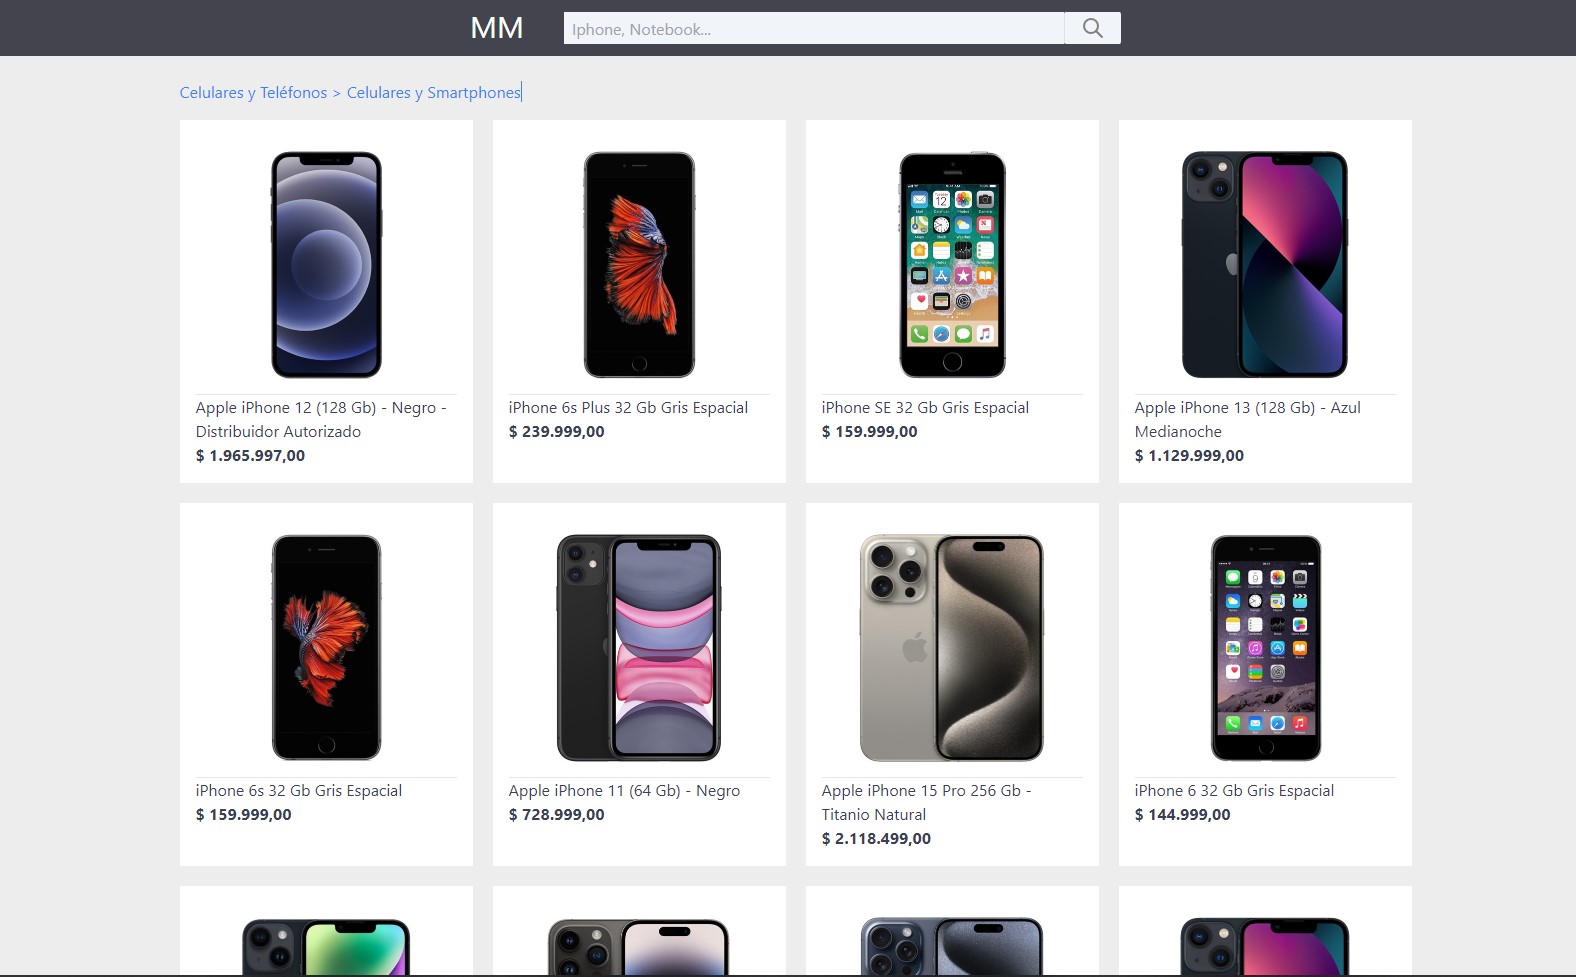 MM
Iphone, Notebook...
Celulares y Teléfonos > Celulares y Smartphones
Apple iPhone 12 (128 Gb) - Negro -
Distribuidor Autorizado
$ 1.965.997,00
iPhone 6s Plus 32 Gb Gris Espacial
$ 239.999,00
iPhone SE 32 Gb Gris Espacial
$ 159.999,00
Apple iPhone 13 (128 Gb) - Azul
Medianoche
$ 1.129.999,00
iPhone 6s 32 Gb Gris Espacial
$ 159.999,00
Apple iPhone 11 (64 Gb) - Negro
$ 728.999,00
Apple iPhone 15 Pro 256 Gb -
Titanio Natural
$ 2.118.499,00
iPhone 6 32 Gb Gris Espacial
$ 144.999,00